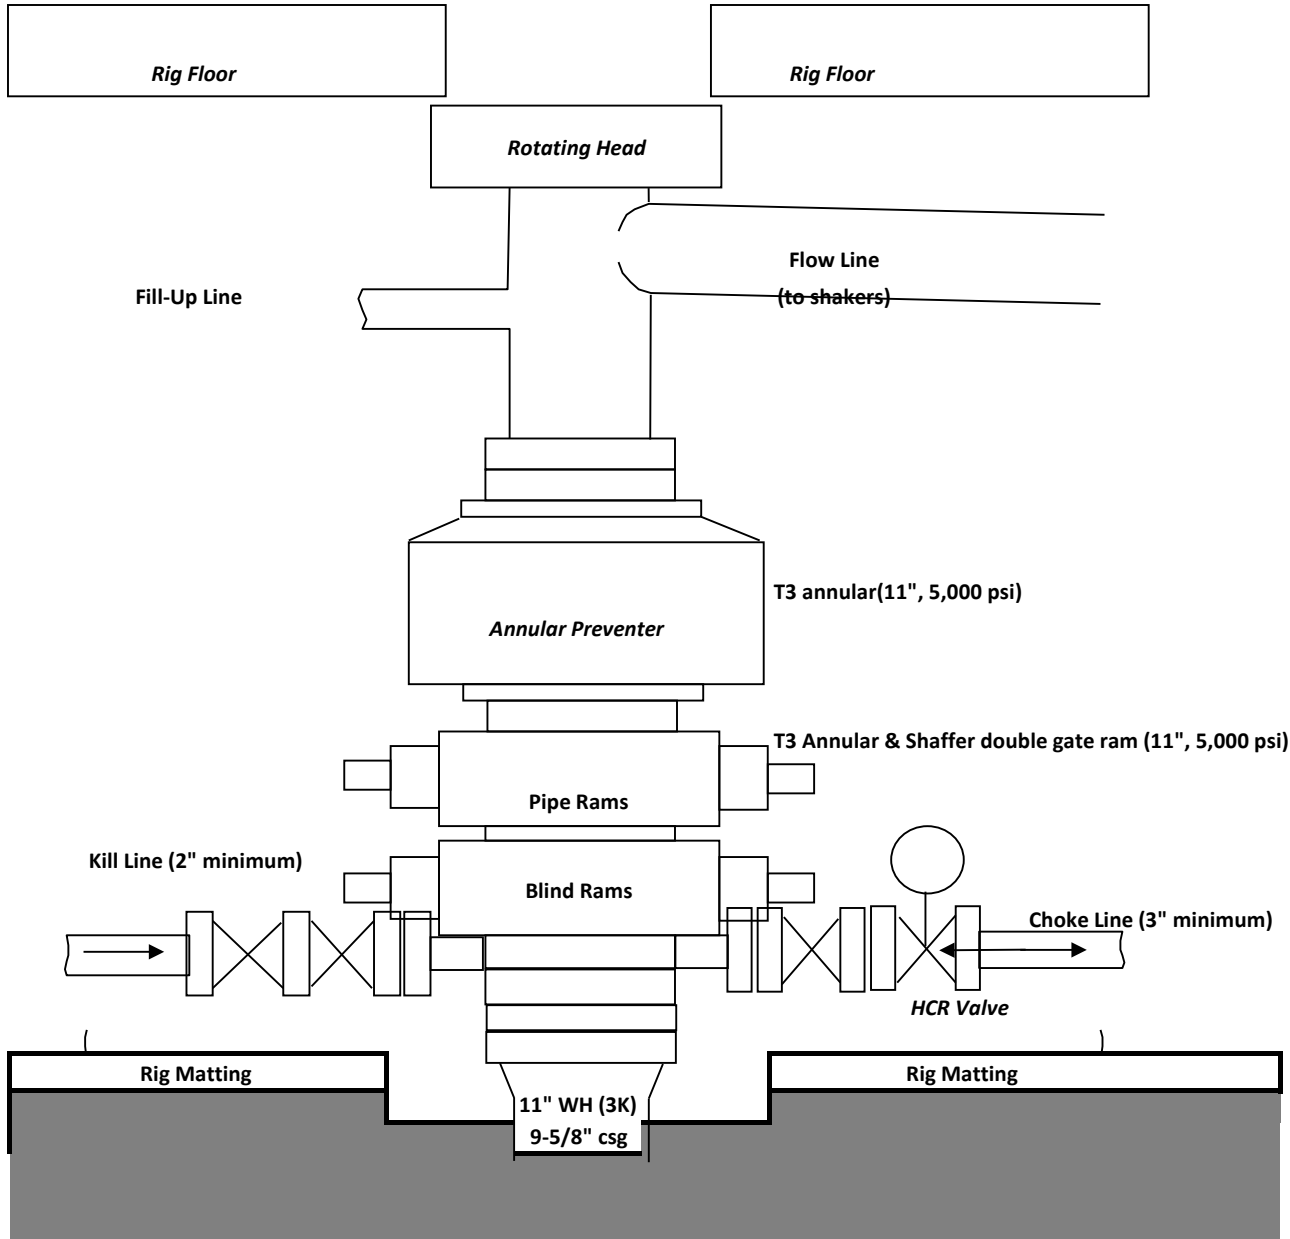 Rig Floor
Rig Floor
Rotating Head
Flow Line
(to shakers)
Fill-Up Line
T3 annular(11", 5,000 psi)
Annular Preventer
T3 Annular & Shaffer double gate ram (11", 5,000 psi)
Pipe Rams
Kill Line (2" minimum)
Blind Rams
Choke Line (3" minimum)
HCR Valve
Rig Matting
Rig Matting
11" WH (3K)
9-5/8" csg